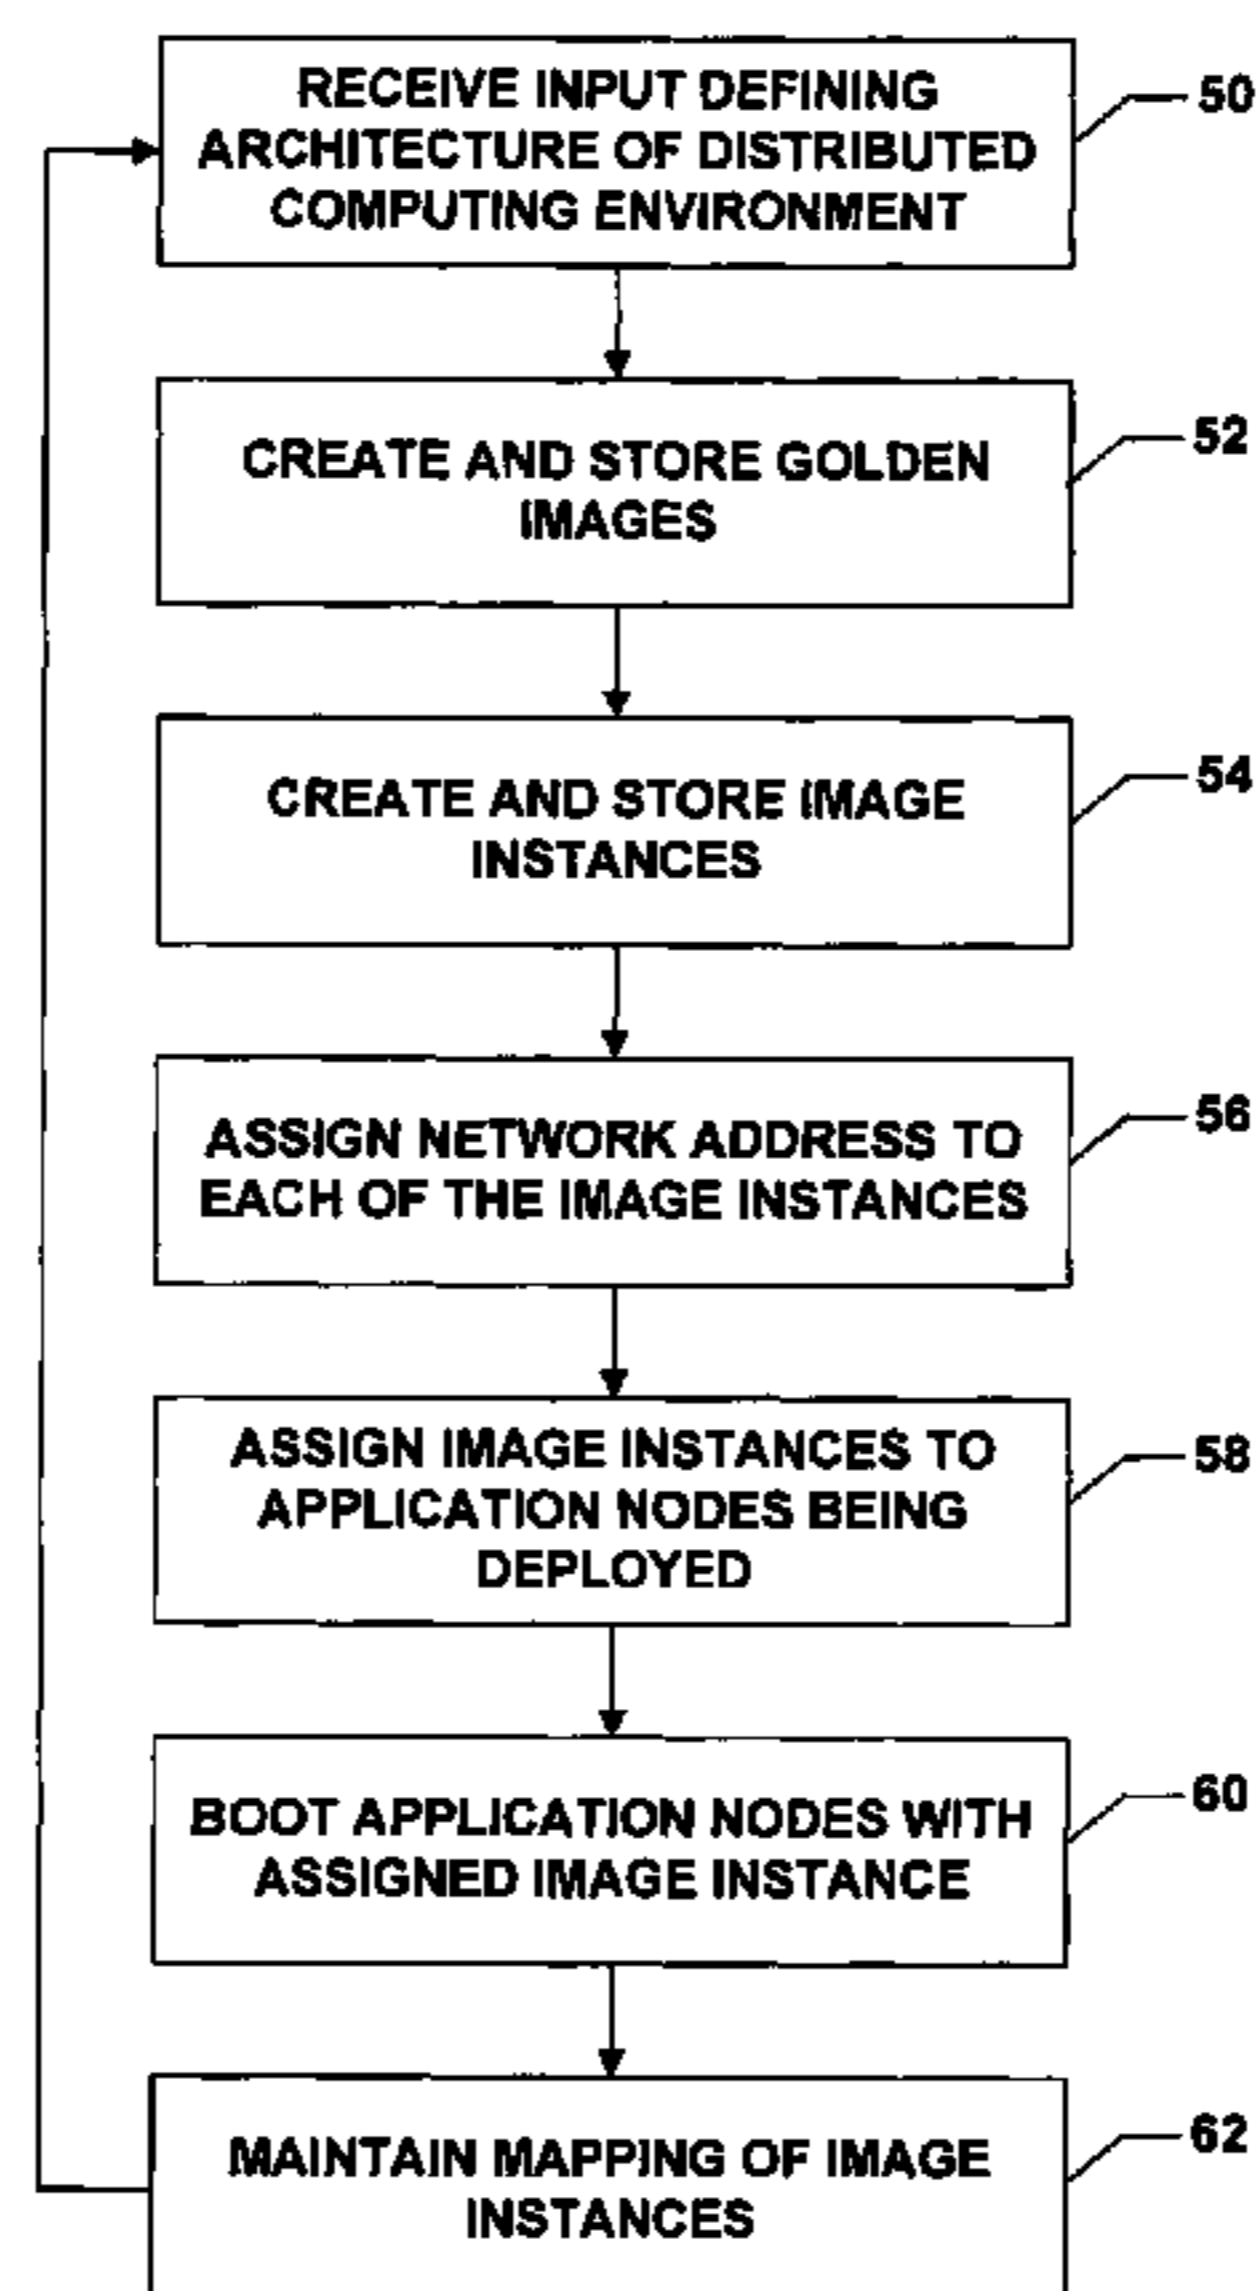 RECEIVE INPUT DEFINING
ARCHITECTURE OF DISTRIBUTED
COMPUTING ENVIRONMENT
50
CREATE AND STORE GOLDEN
IMAGES
52
CREATE AND STORE IMAGE
INSTANCES
54
ASSIGN NETWORK ADDRESS TO
EACH OF THE IMAGE INSTANCES
56
ASSIGN IMAGE INSTANCES TO
APPLICATION NODES BEING
DEPLOYED
58
BOOT APPLICATION NODES WITH
ASSIGNED IMAGE INSTANCE
60
MAINTAIN MAPPING OF IMAGE
INSTANCES
62